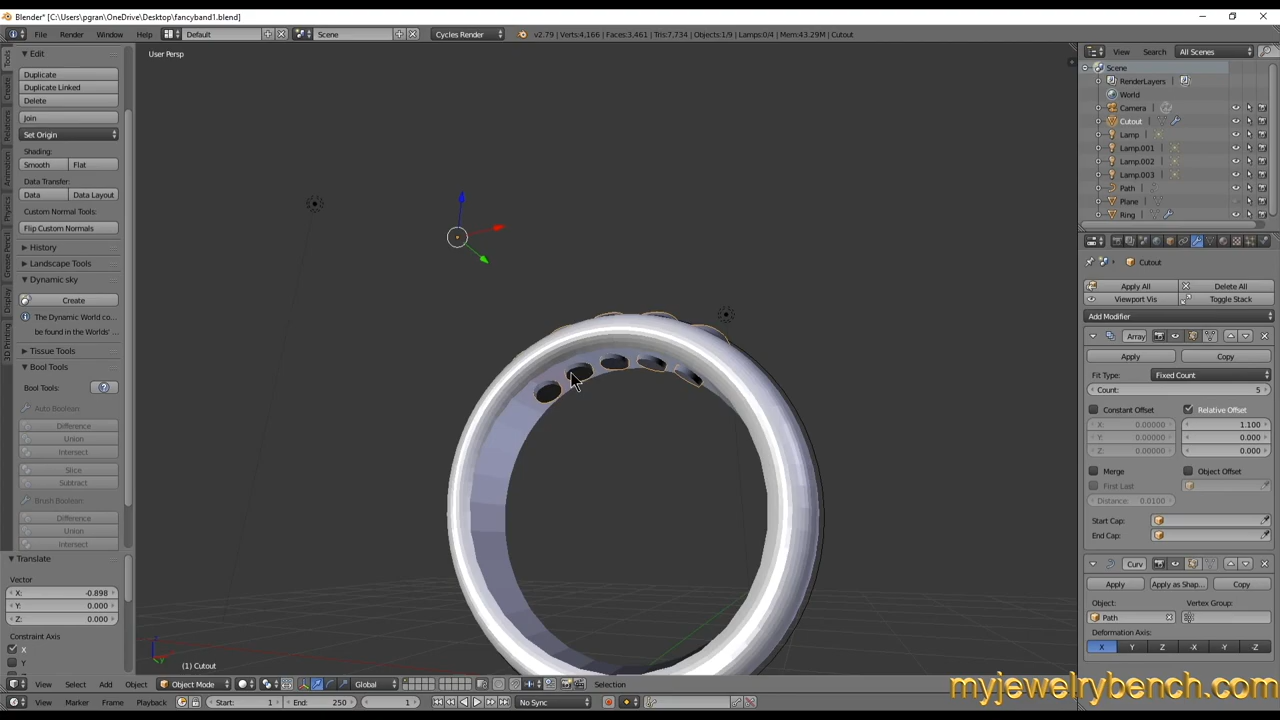 Blender* [C:\Users\pgran\OneDrive\Desktop\fancyband1.blend]
File Render Window Help Default Scene Cycles Render v2.79 | Verts:4,166 | Faces:3,461 | Tris:7,734 | Objects:1/9 | Lamps:0/4 | Mem:43.29M | Cutout
User Persp
Tools
Create
Relations
Animation
Physics
Grease Pencil
Display
3D Printing
Edit
Duplicate
Duplicate Linked
Delete
Join
Set Origin
Shading:
Smooth Flat
Data Transfer:
Data Data Layout
Custom Normal Tools:
Flip Custom Normals
History
Landscape Tools
Dynamic sky
Create
The Dynamic World co...
be found in the Worlds' ...
Tissue Tools
Bool Tools
Bool Tools:
Auto Boolean
Difference
Union
Intersect
Slice
Subtract
Brush Boolean
Difference
Union
Intersect
Translate
Vector
X: -0.898
Y: 0.000
Z: 0.000
Constraint Axis
X
Y
(1) Cutout
View Select Add Object Object Mode Global Selection
View Marker Frame Playback Start: 1 End: 250 1 No Sync
View Search All Scenes
Scene
RenderLayers
World
Camera
Cutout
Lamp
Lamp.001
Lamp.002
Lamp.003
Path
Plane
Ring
Cutout
Apply All Delete All
Viewport Vis Toggle Stack
Add Modifier
Array
Apply Copy
Fit Type: Fixed Count
Count: 5
Constant Offset Relative Offset
X: 0.00000 1.100
Y: 0.00000 0.000
Z: 0.00000 0.000
Merge Object Offset
First Last
Distance: 0.0100
Start Cap:
End Cap:
Curv
Apply Apply as Shap... Copy
Object: Vertex Group:
Path
Deformation Axis:
X Y Z -X -Y -Z
myjewelrybench.com